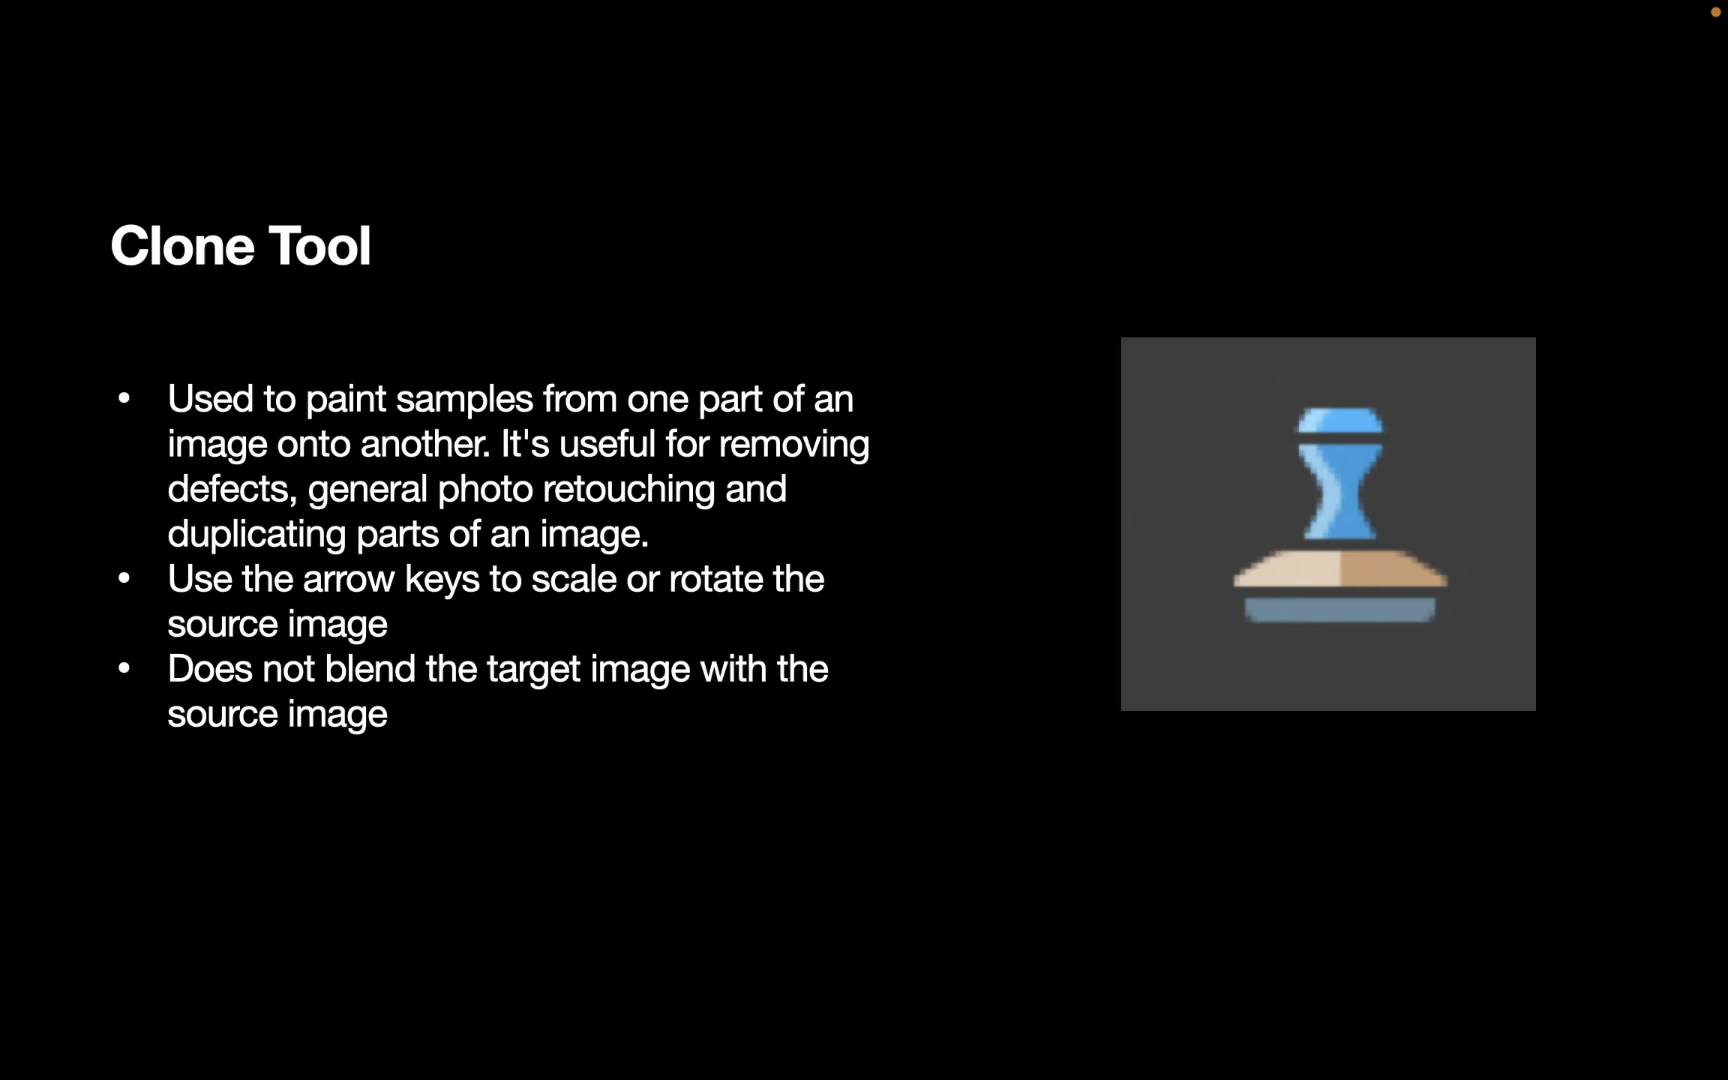 Clone Tool
• Used to paint samples from one part of an
image onto another. It's useful for removing
defects, general photo retouching and
duplicating parts of an image.
• Use the arrow keys to scale or rotate the
source image
• Does not blend the target image with the
source image